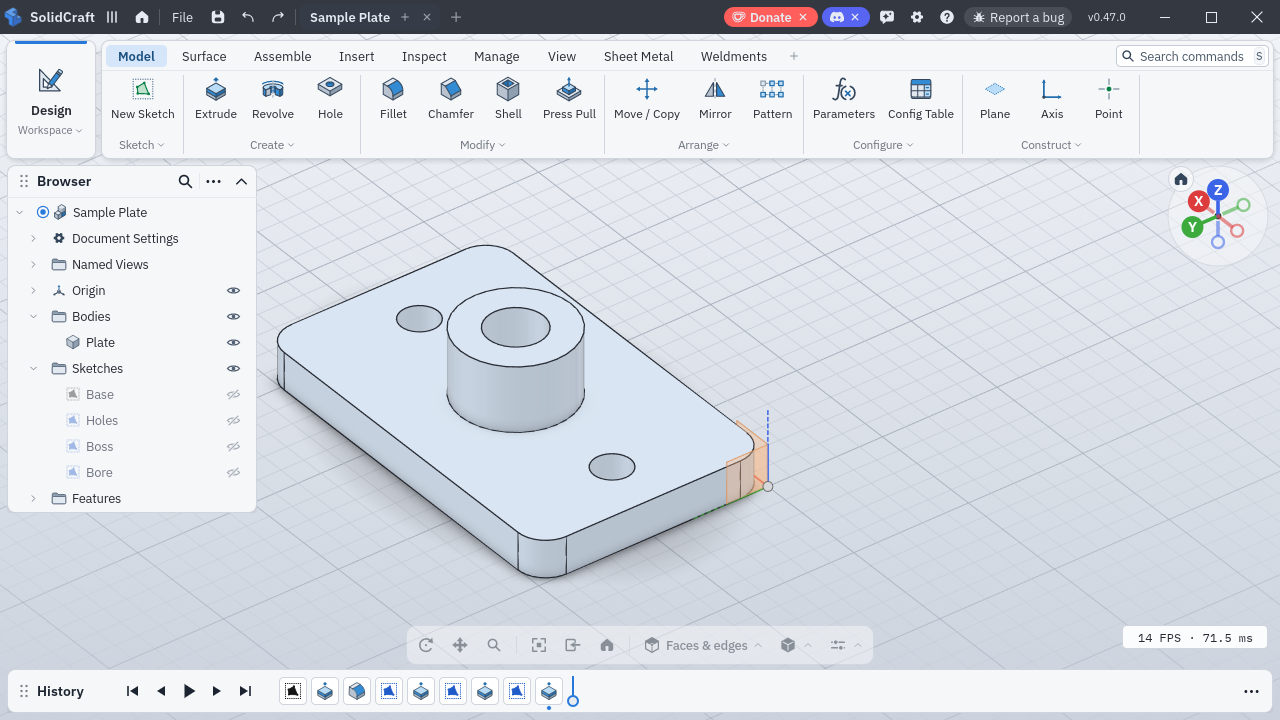 SolidCraft File Sample Plate Donate Report a bug v0.47.0
Design
Workspace
Model Surface Assemble Insert Inspect Manage View Sheet Metal Weldments Search commands S
New Sketch Extrude Revolve Hole Fillet Chamfer Shell Press Pull Move / Copy Mirror Pattern Parameters Config Table Plane Axis Point
Sketch Create Modify Arrange Configure Construct
Browser
Sample Plate
Document Settings
Named Views
Origin
Bodies
Plate
Sketches
Base
Holes
Boss
Bore
Features
Z
X
Y
Faces & edges
14 FPS · 71.5 ms
History